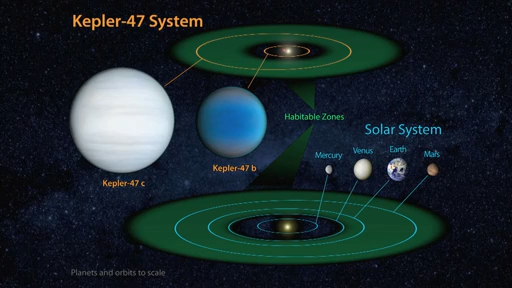 Kepler-47 System
Habitable Zones
Kepler-47 c
Kepler-47 b
Solar System
Mercury
Venus
Earth
Mars
Planets and orbits to scale